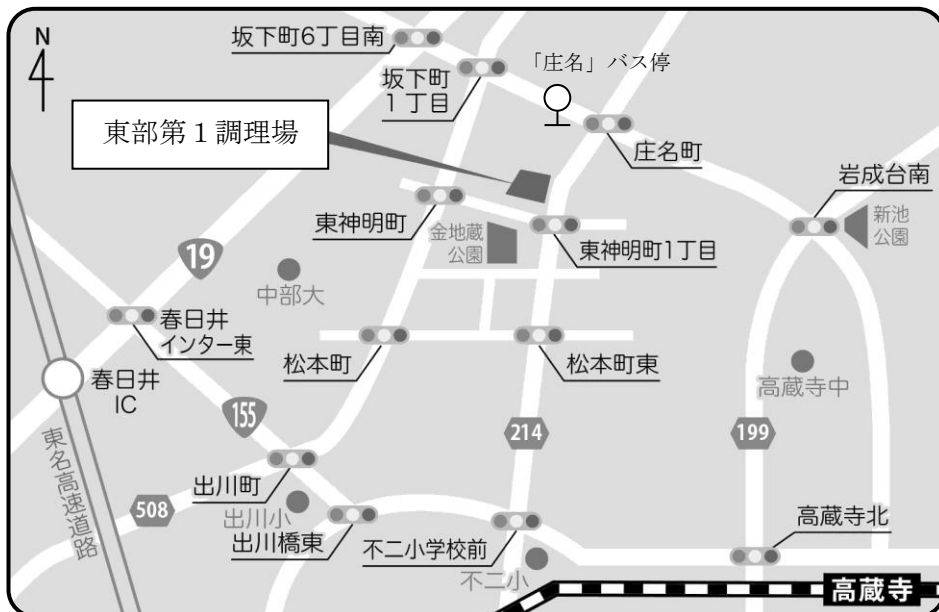 N
坂下町6丁目南
坂下町
1丁目
「庄名」バス停
東部第１調理場
庄名町
岩成台南
新池
公園
東神明町
金地蔵
公園
東神明町1丁目
19
中部大
春日井
インター東
松本町
松本町東
高蔵寺中
春日井
IC
155
214
199
東名高速道路
出川町
508
出川小
出川橋東
不二小学校前
高蔵寺北
不二小
高蔵寺